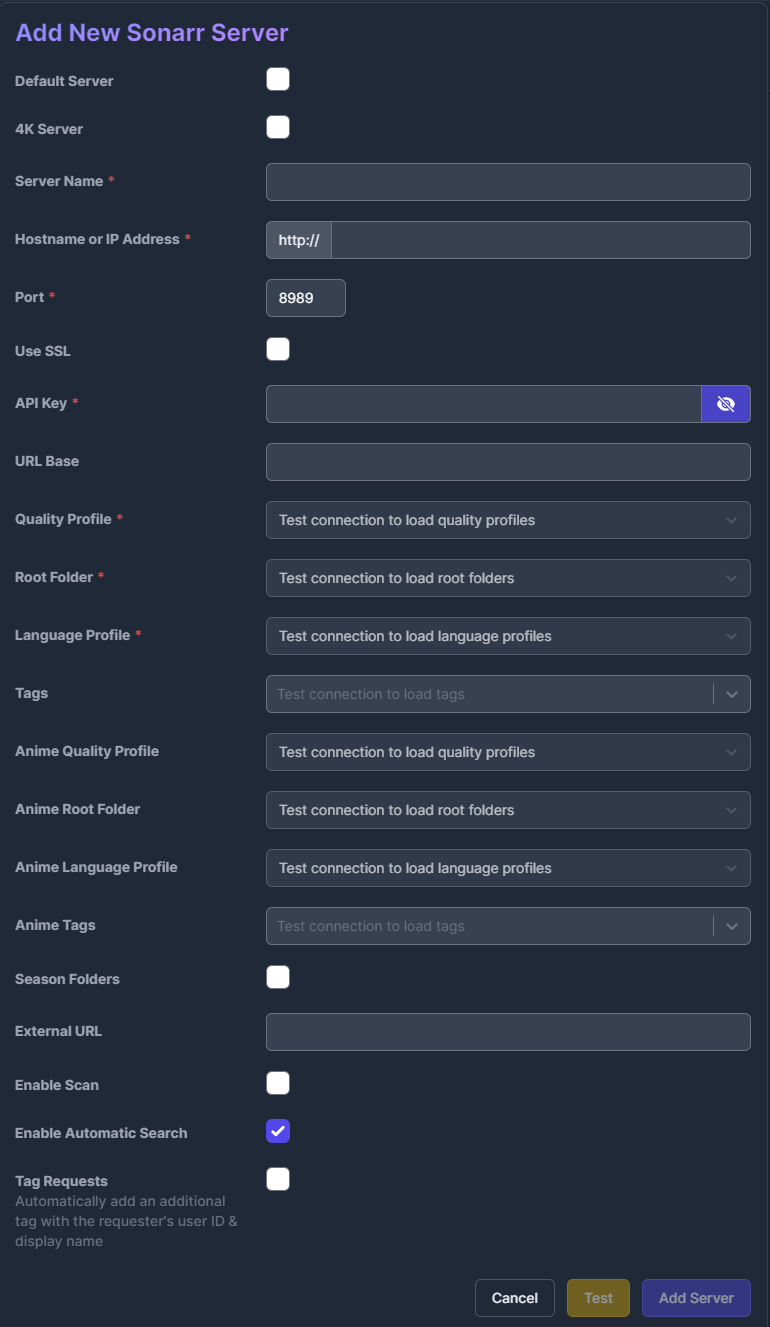 Add New Sonarr Server
Default Server
4K Server
Server Name *
Hostname or IP Address * http://
Port * 8989
Use SSL
API Key *
URL Base
Quality Profile * Test connection to load quality profiles
Root Folder * Test connection to load root folders
Language Profile * Test connection to load language profiles
Tags Test connection to load tags
Anime Quality Profile Test connection to load quality profiles
Anime Root Folder Test connection to load root folders
Anime Language Profile Test connection to load language profiles
Anime Tags Test connection to load tags
Season Folders
External URL
Enable Scan
Enable Automatic Search
Tag Requests
Automatically add an additional
tag with the requester's user ID &
display name
Cancel Test Add Server